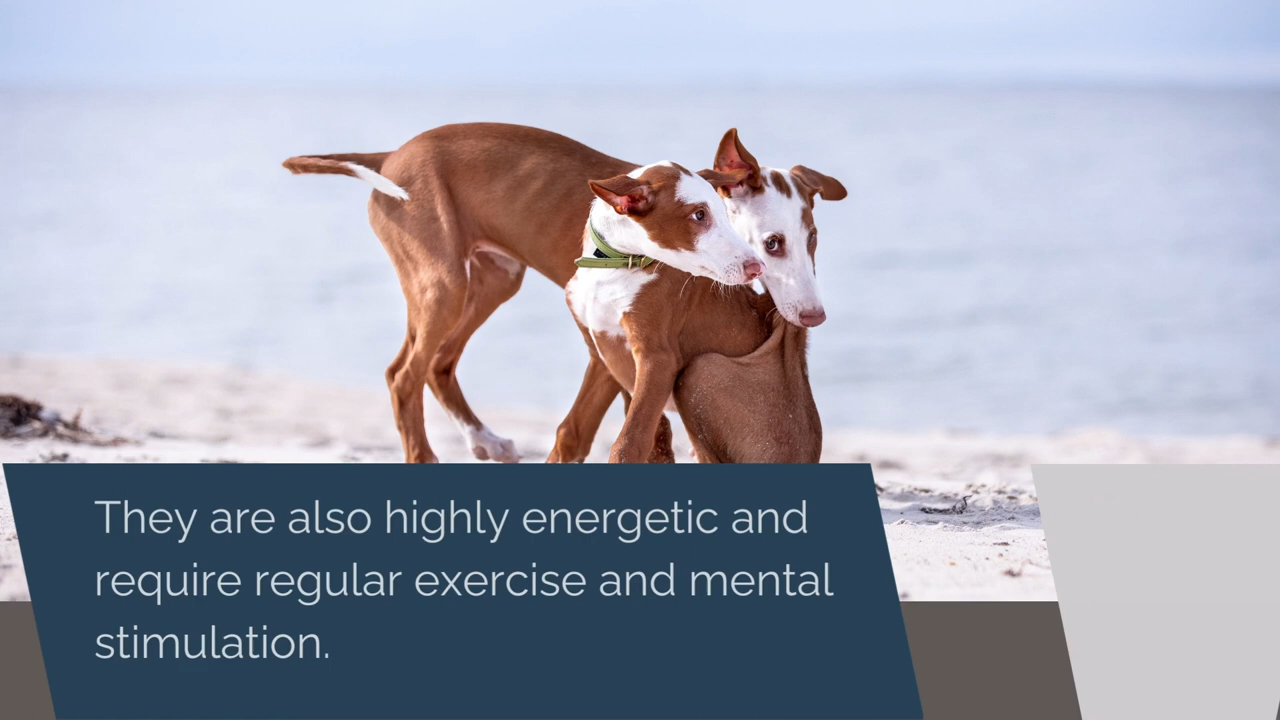 They are also highly energetic and
require regular exercise and mental
stimulation.